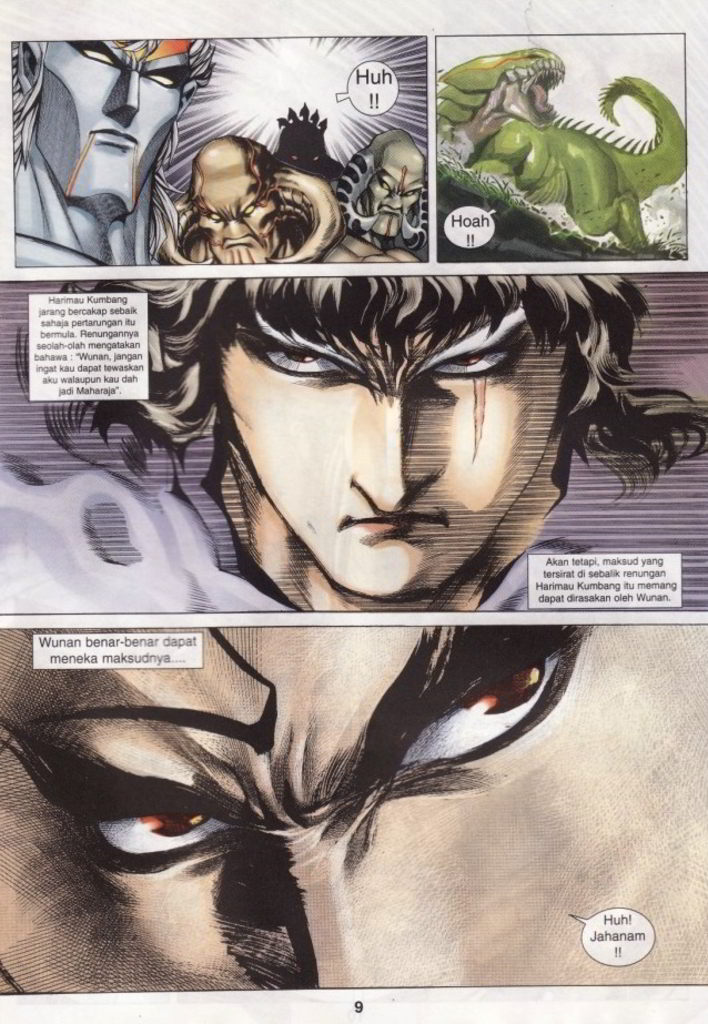 Huh
!!
Hoah
!!
Harimau Kumbang
jarang bercakap sebaik
sahaja pertarungan itu
bermula. Renungannya
seolah-olah mengatakan
bahawa : "Wunan, jangan
ingat kau dapat tewaskan
aku walaupun kau dah
jadi Maharaja".
Akan tetapi, maksud yang
tersirat di sebalik renungan
Harimau Kumbang itu memang
dapat dirasakan oleh Wunan.
Wunan benar-benar dapat
meneka maksudnya....
Huh!
Jahanam
!!
9